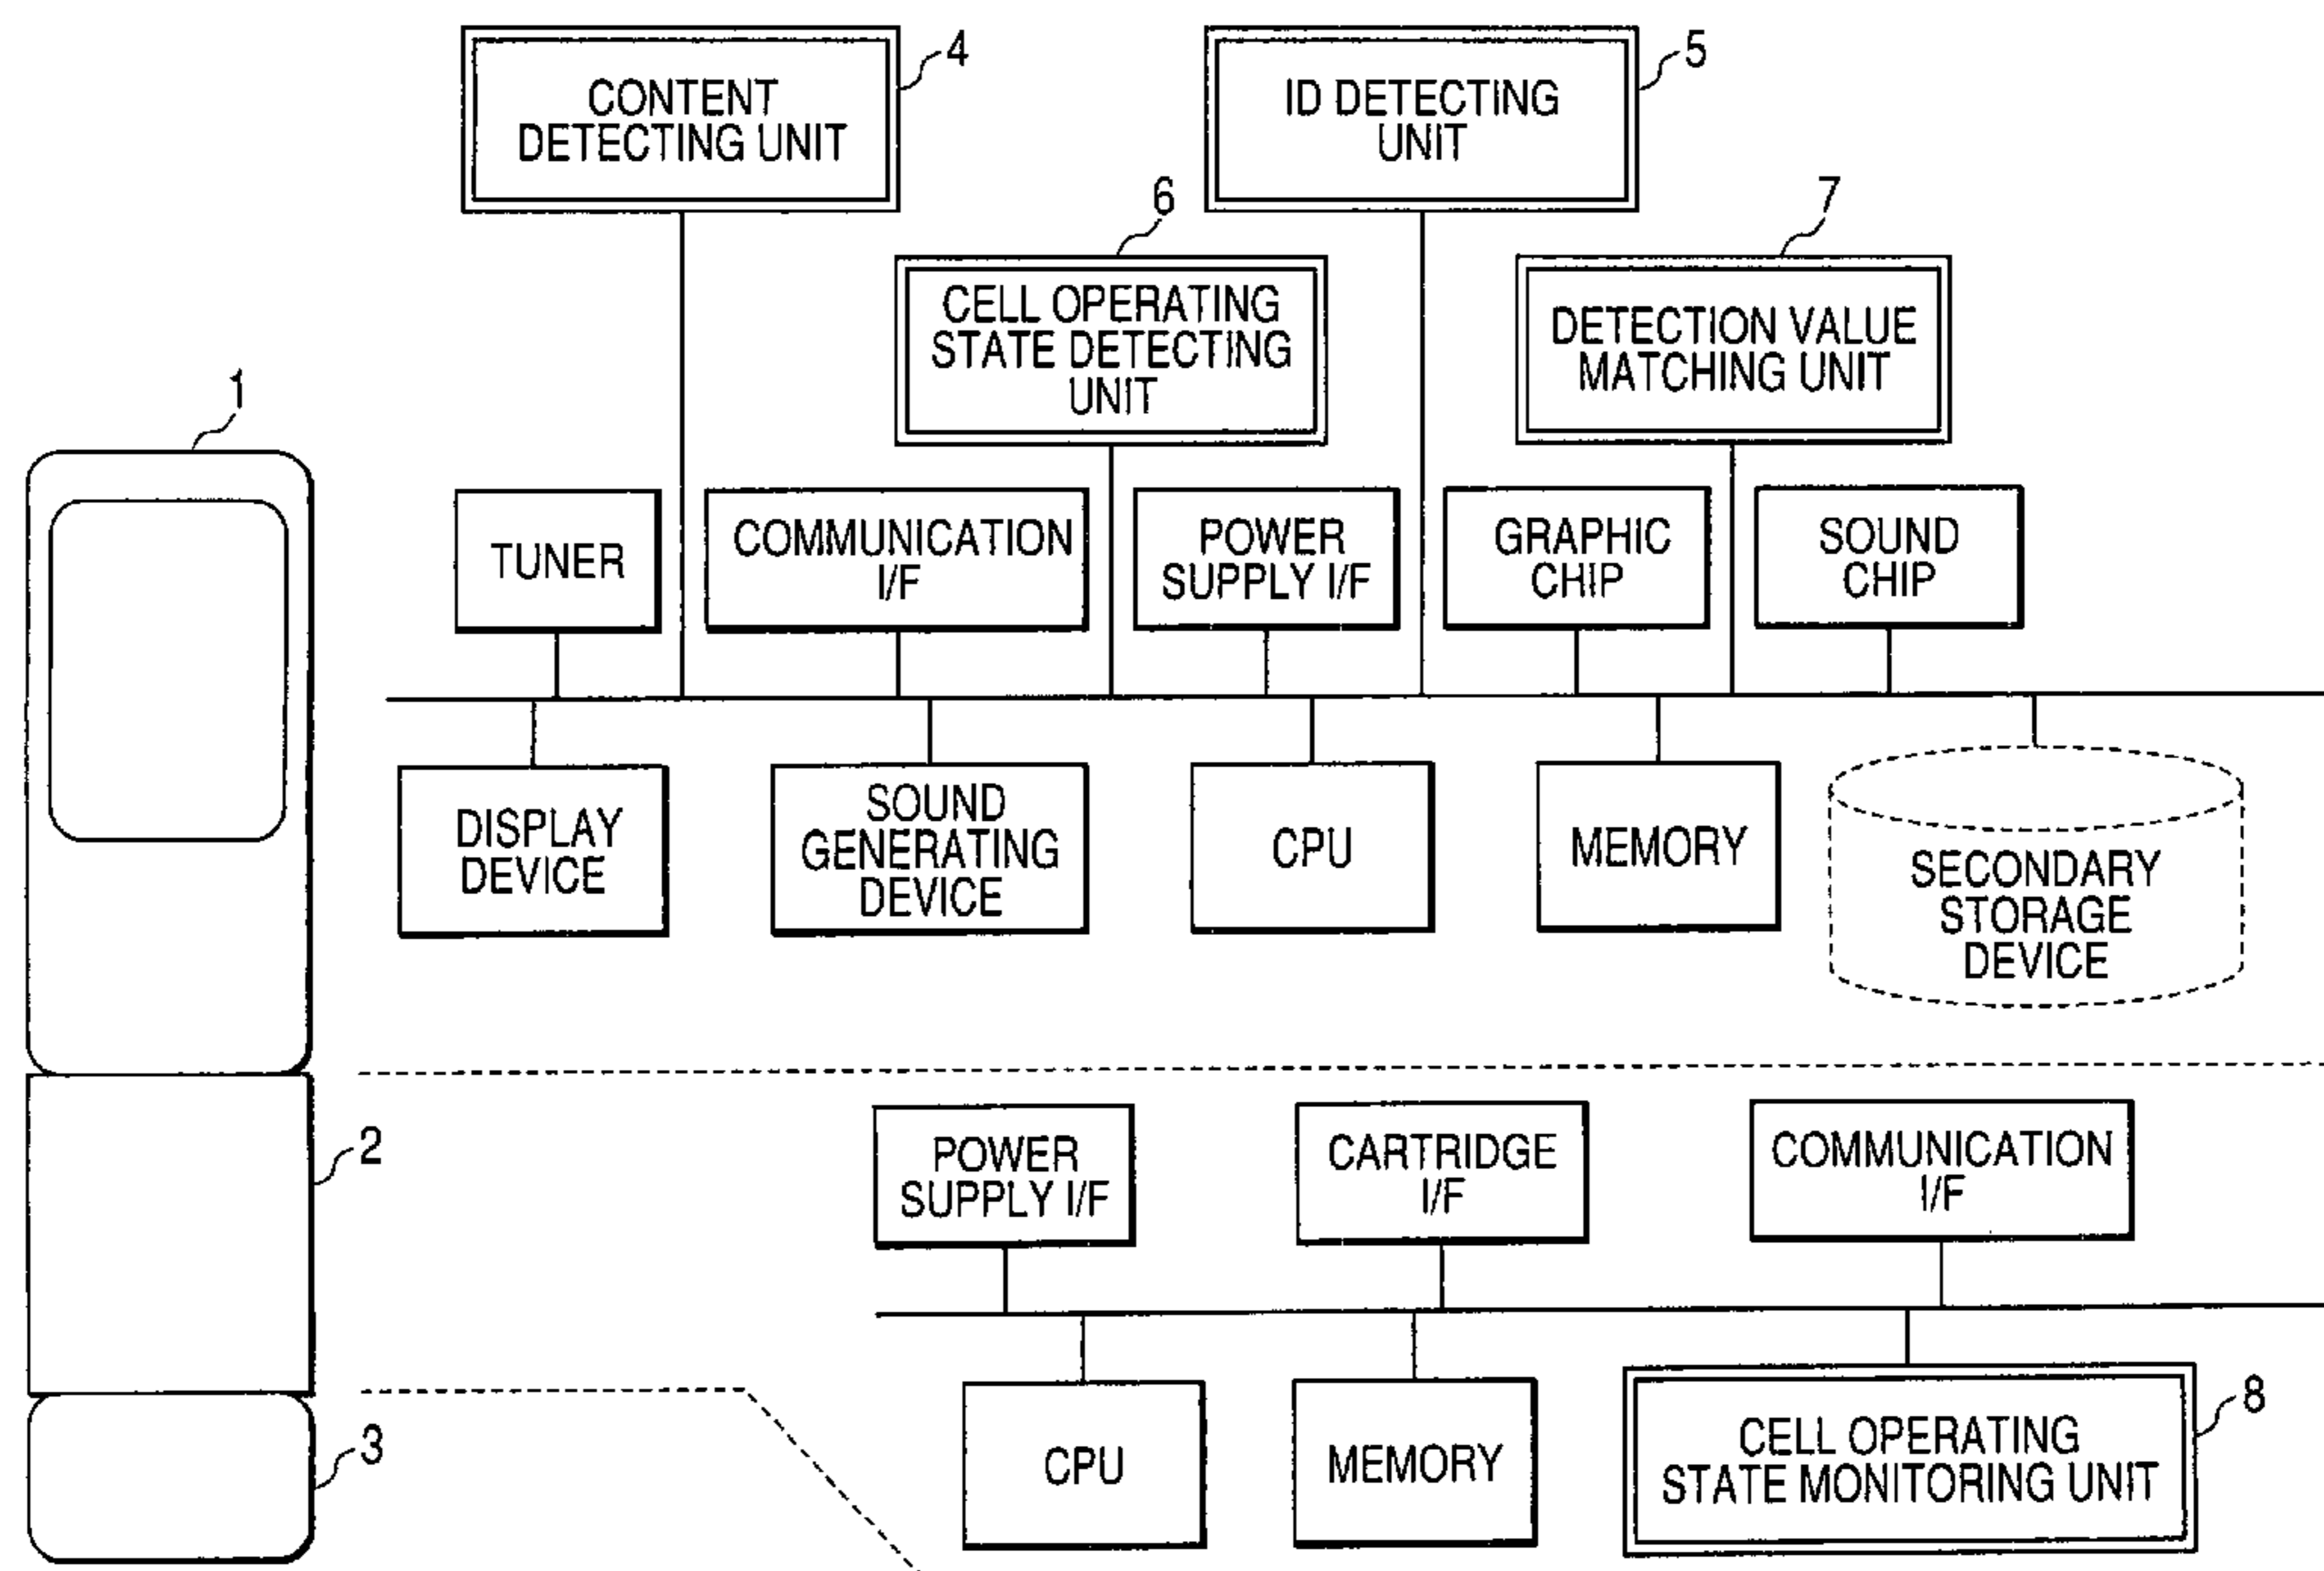 4
CONTENT
DETECTING UNIT
5
ID DETECTING
UNIT
6
CELL OPERATING
STATE DETECTING
UNIT
7
DETECTION VALUE
MATCHING UNIT
1
TUNER
COMMUNICATION
I/F
POWER
SUPPLY I/F
GRAPHIC
CHIP
SOUND
CHIP
DISPLAY
DEVICE
SOUND
GENERATING
DEVICE
CPU
MEMORY
SECONDARY
STORAGE
DEVICE
2
POWER
SUPPLY I/F
CARTRIDGE
I/F
COMMUNICATION
I/F
3
CPU
MEMORY
8
CELL OPERATING
STATE MONITORING UNIT